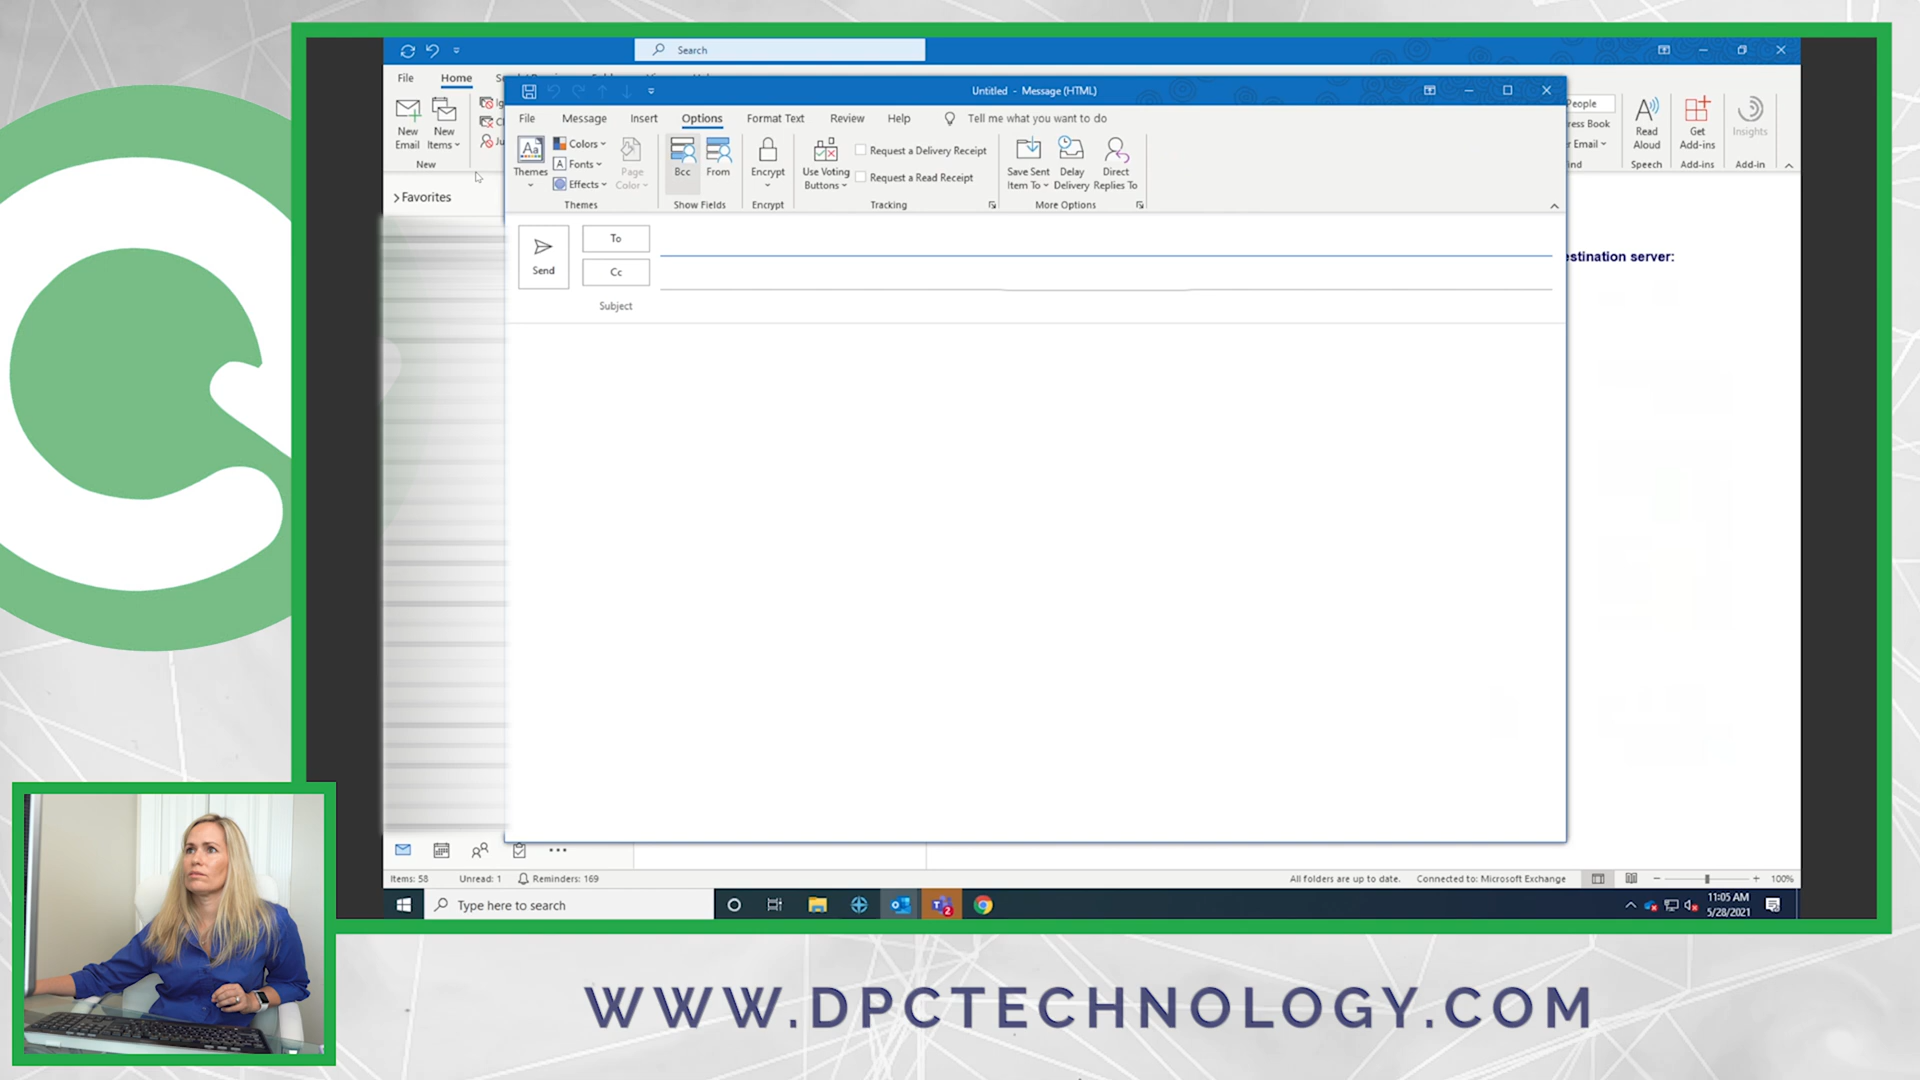 Search
File Home
Untitled - Message (HTML)
File Message Insert Options Format Text Review Help Tell me what you want to do
New Email
New Items
New
Favorites
Themes
Colors
Fonts
Effects
Page Color
Themes
Bcc
From
Show Fields
Encrypt
Encrypt
Use Voting Buttons
Request a Delivery Receipt
Request a Read Receipt
Tracking
Save Sent Item To
Delay Delivery
Direct Replies To
More Options
People
ress Book
r Email
ind
Read Aloud
Speech
Get Add-ins
Add-ins
Insights
Add-in
Send
To
Cc
Subject
estination server:
Items: 58 Unread: 1 Reminders: 169
All folders are up to date. Connected to: Microsoft Exchange 100%
Type here to search
2
11:05 AM
5/28/2021
WWW.DPCTECHNOLOGY.COM